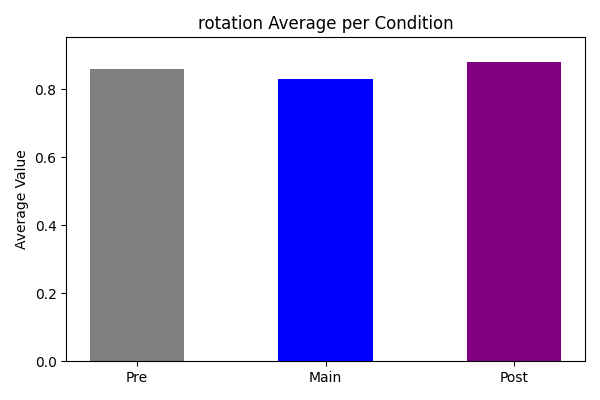 rotation Average per Condition
Average Value
0.8
0.6
0.4
0.2
0.0
Pre
Main
Post